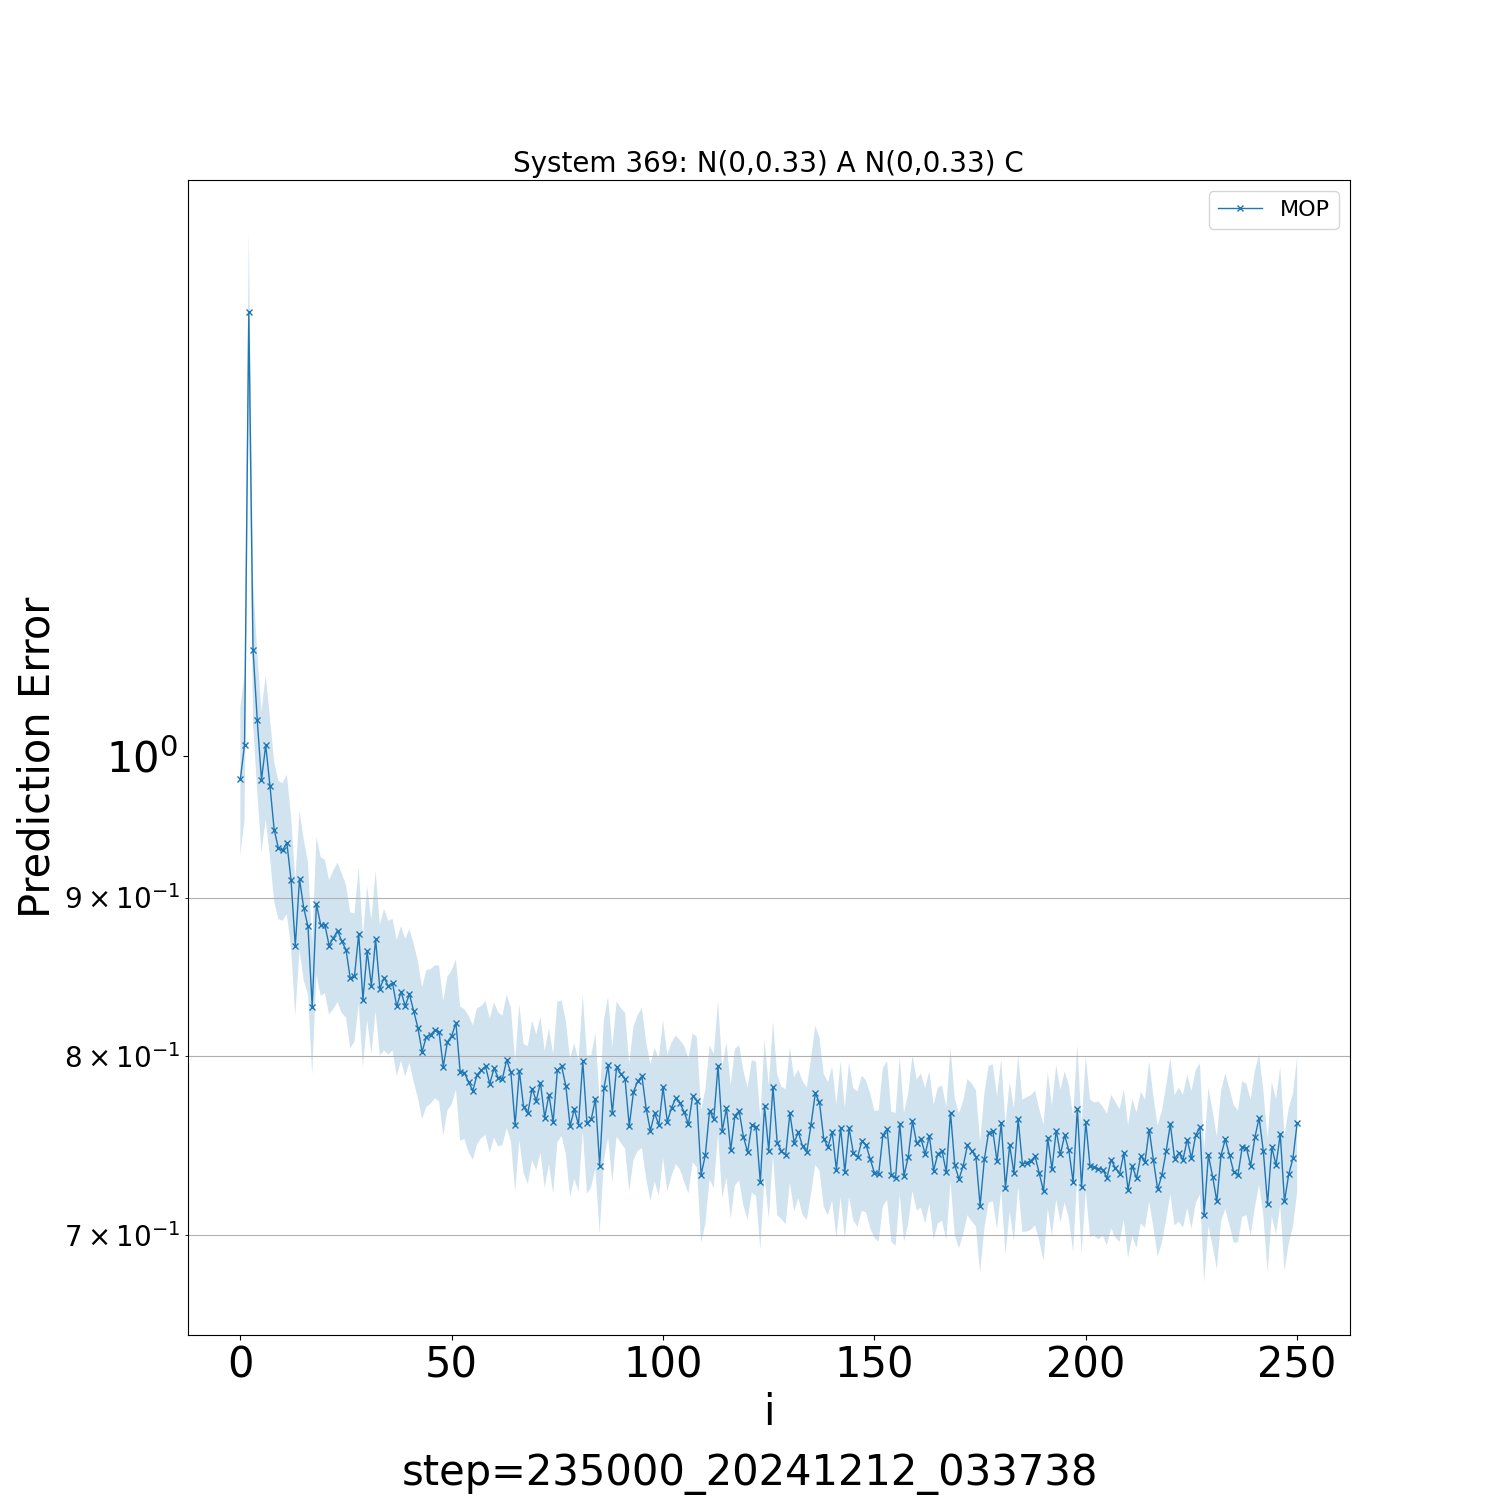 System 369: N(0,0.33) A N(0,0.33) C
MOP
Prediction Error
10⁰
9 × 10⁻¹
8 × 10⁻¹
7 × 10⁻¹
0 50 100 150 200 250
i
step=235000_20241212_033738